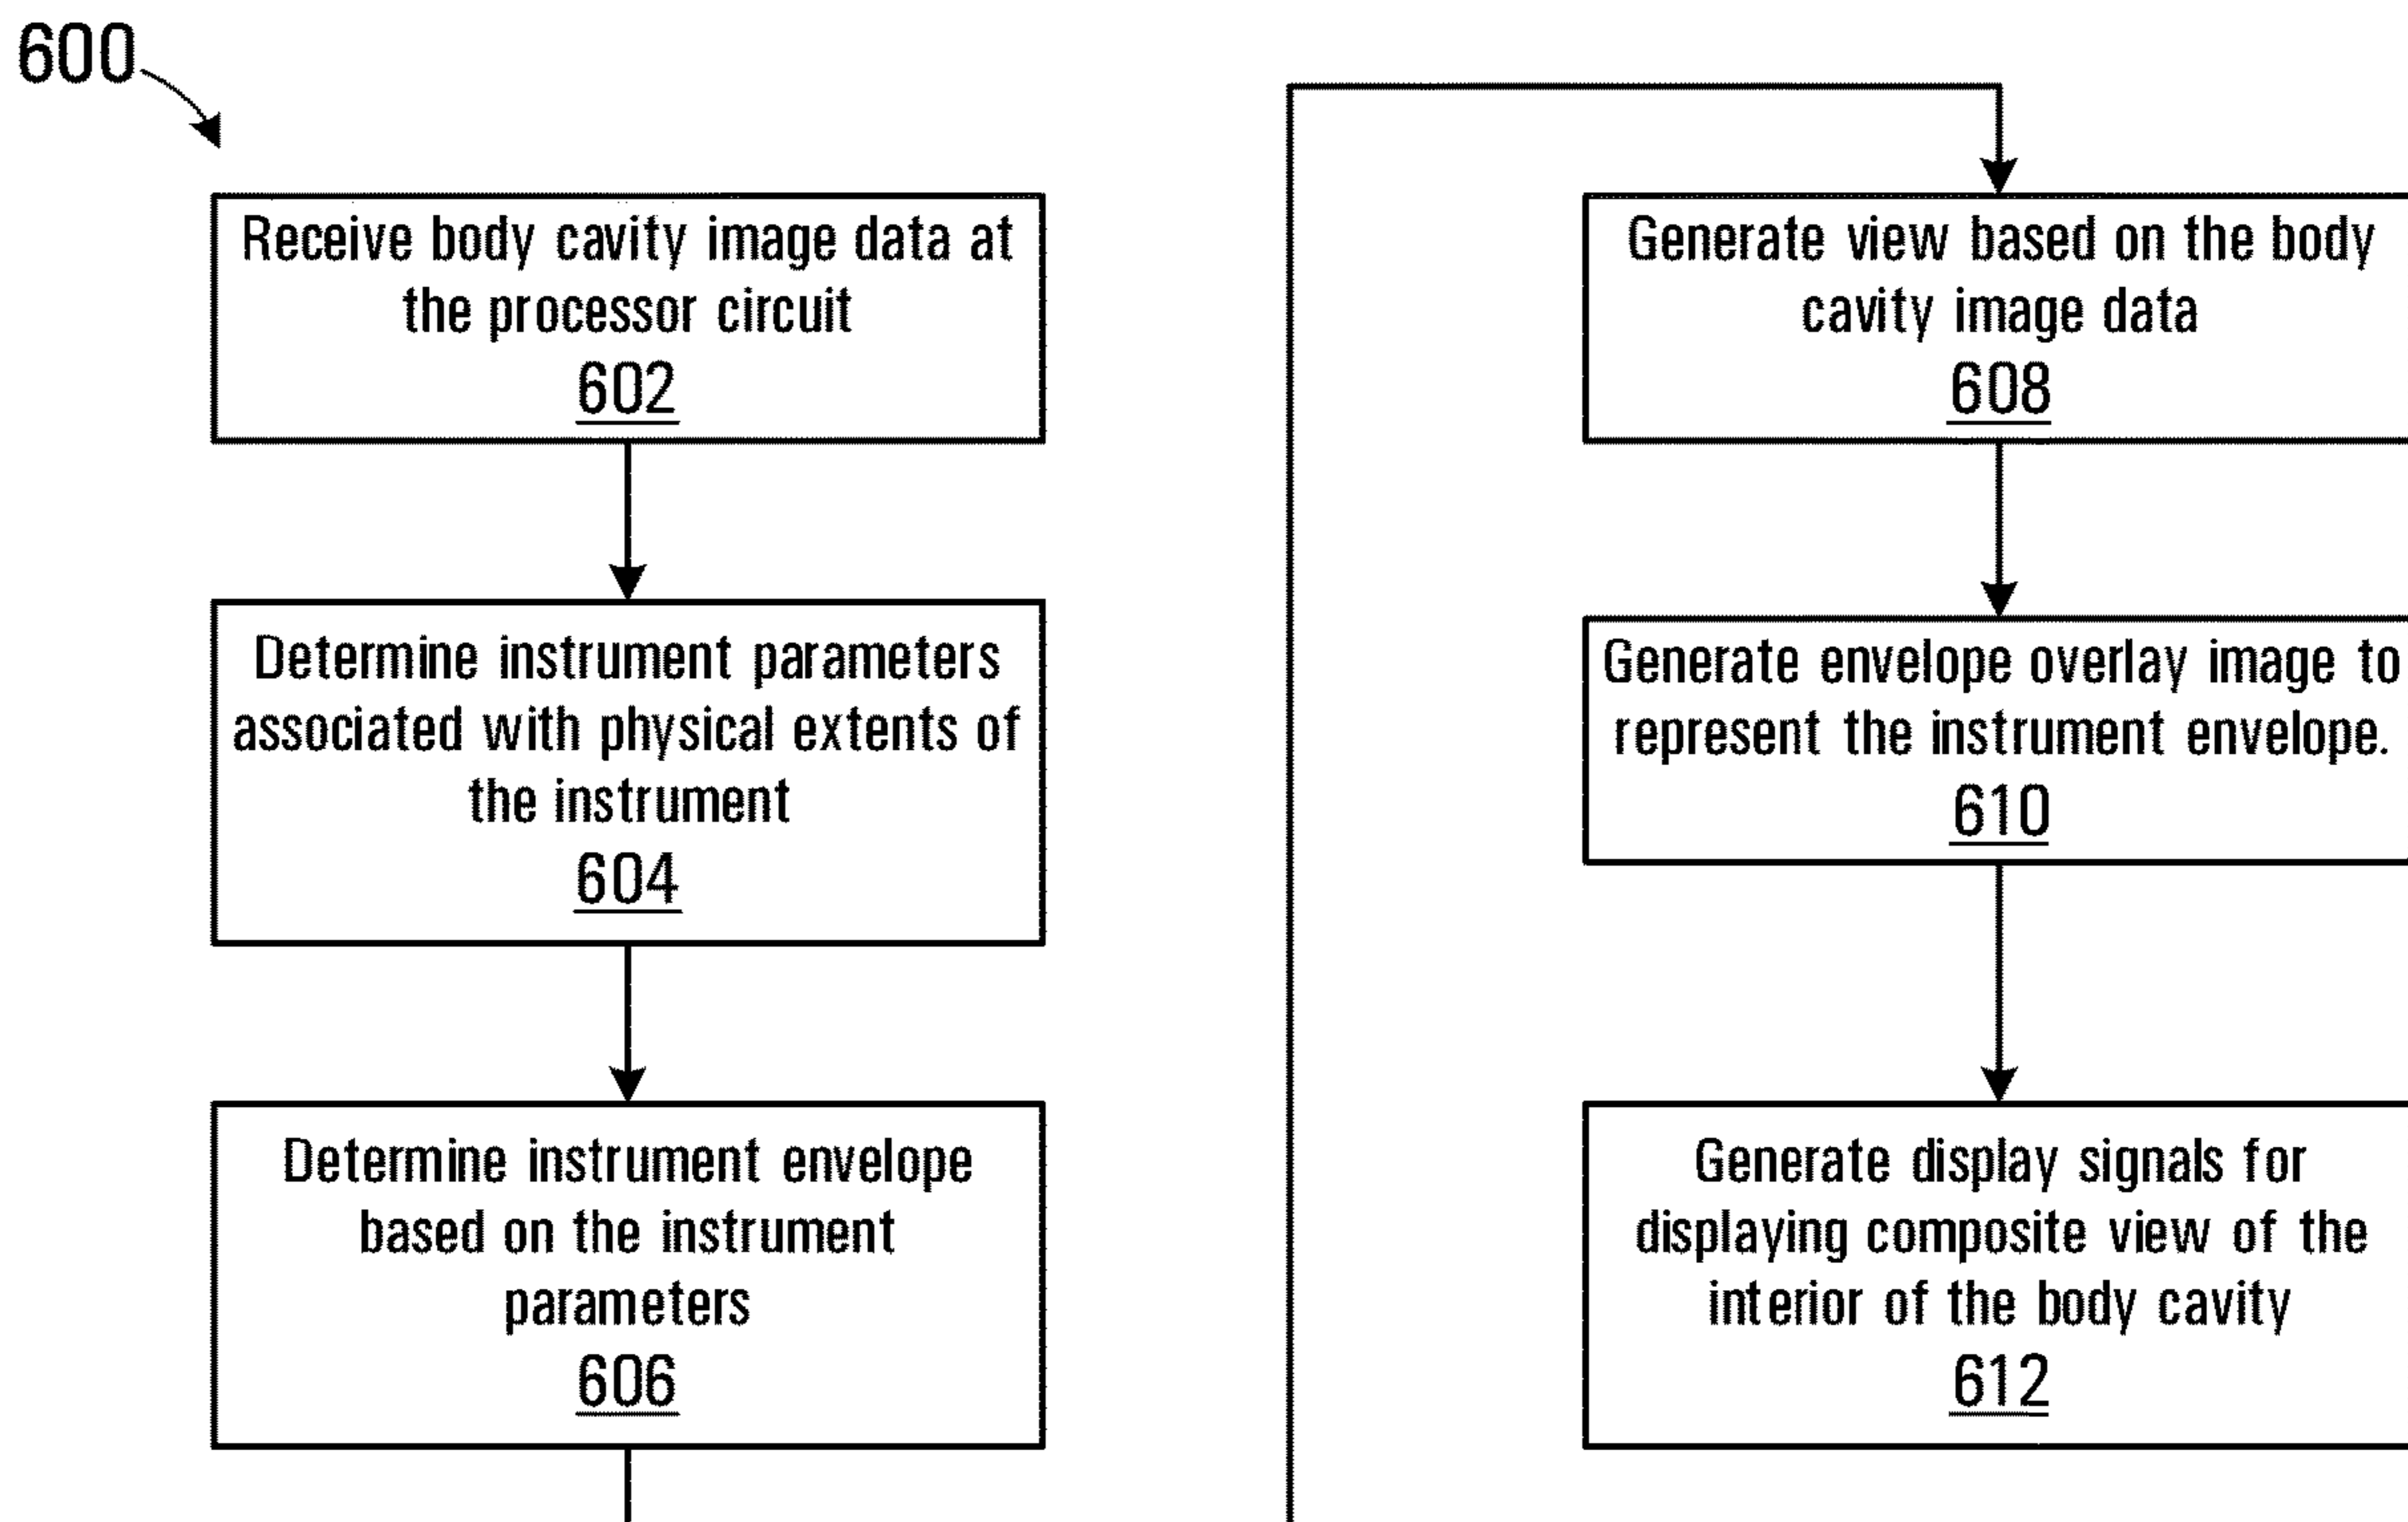 600
Receive body cavity image data at
the processor circuit
602
Determine instrument parameters
associated with physical extents of
the instrument
604
Determine instrument envelope
based on the instrument
parameters
606
Generate view based on the body
cavity image data
608
Generate envelope overlay image to
represent the instrument envelope.
610
Generate display signals for
displaying composite view of the
interior of the body cavity
612